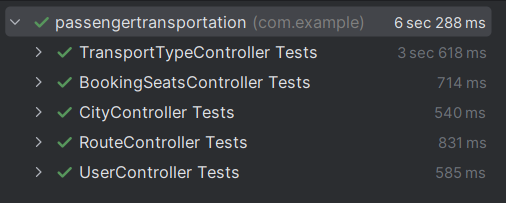 passengertransportation (com.example) 6 sec 288 ms
TransportTypeController Tests 3 sec 618 ms
BookingSeatsController Tests 714 ms
CityController Tests 540 ms
RouteController Tests 831 ms
UserController Tests 585 ms